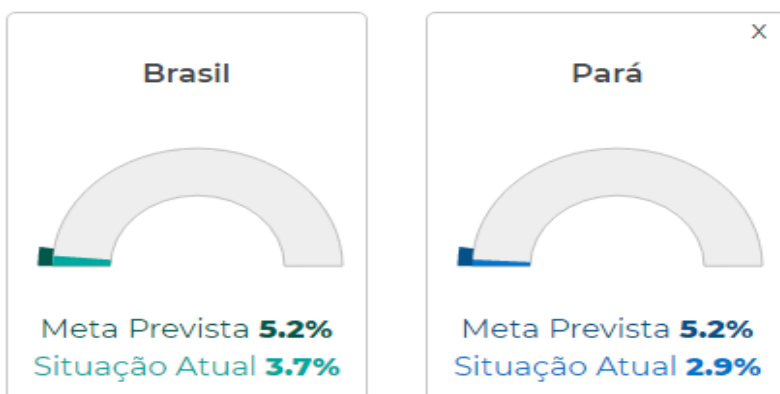 Brasil
Meta Prevista 5.2%
Situação Atual 3.7%
X
Pará
Meta Prevista 5.2%
Situação Atual 2.9%